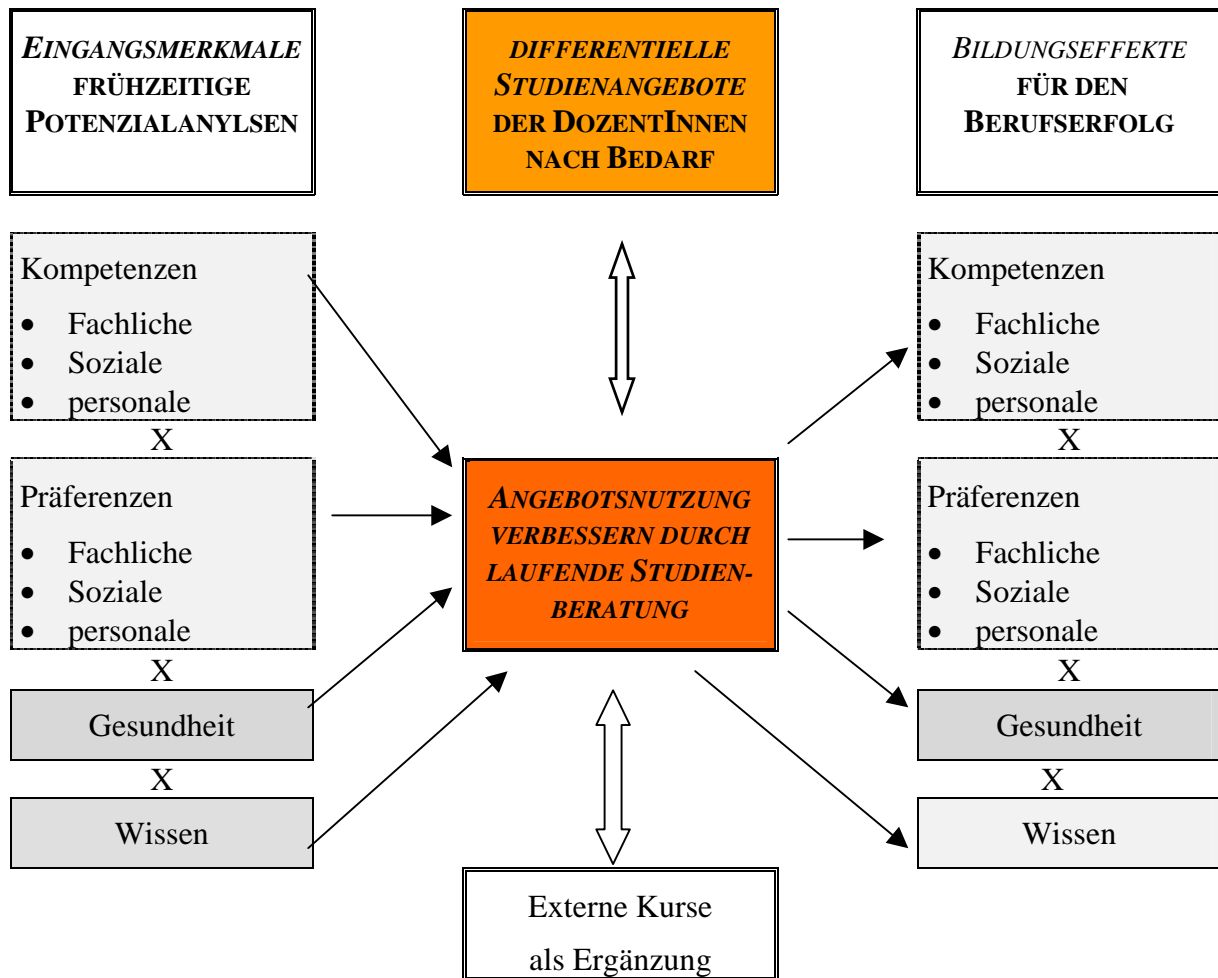 EINGANGSMERKMALE
FRÜHZEITIGE
POTENZIALANYLSEN
DIFFERENTIELLE
STUDIENANGEBOTE
DER DOZENTINNEN
NACH BEDARF
BILDUNGSEFFEKTE
FÜR DEN
BERUFSERFOLG
Kompetenzen
• Fachliche
• Soziale
• personale
X
Präferenzen
• Fachliche
• Soziale
• personale
X
Gesundheit
X
Wissen
ANGEBOTSNUTZUNG
VERBESSERN DURCH
LAUFENDE STUDIEN-
BERATUNG
Externe Kurse
als Ergänzung
Kompetenzen
• Fachliche
• Soziale
• personale
X
Präferenzen
• Fachliche
• Soziale
• personale
X
Gesundheit
X
Wissen